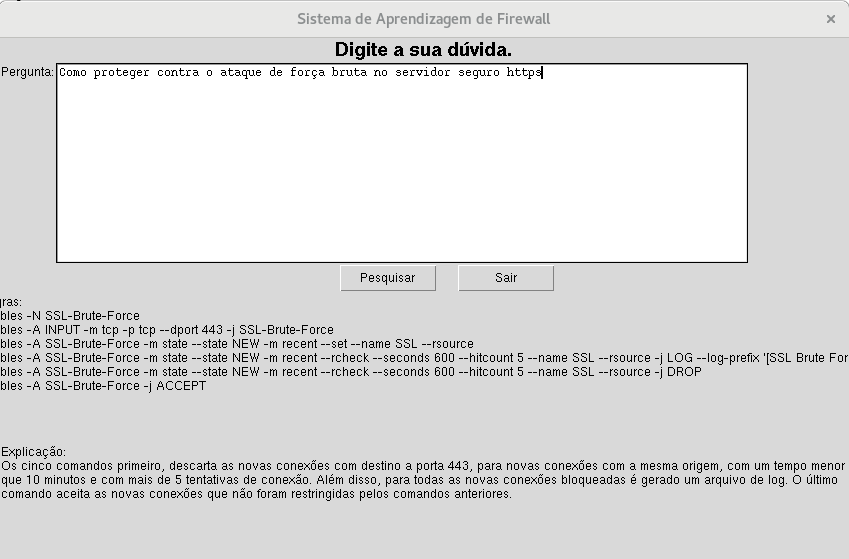 Sistema de Aprendizagem de Firewall ×
Digite a sua dúvida.
Pergunta: Como proteger contra o ataque de força bruta no servidor seguro https
Pesquisar Sair
gras:
bles -N SSL-Brute-Force
bles -A INPUT -m tcp -p tcp --dport 443 -j SSL-Brute-Force
bles -A SSL-Brute-Force -m state --state NEW -m recent --set --name SSL --rsource
bles -A SSL-Brute-Force -m state --state NEW -m recent --rcheck --seconds 600 --hitcount 5 --name SSL --rsource -j LOG --log-prefix '[SSL Brute For
bles -A SSL-Brute-Force -m state --state NEW -m recent --rcheck --seconds 600 --hitcount 5 --name SSL --rsource -j DROP
bles -A SSL-Brute-Force -j ACCEPT
Explicação:
Os cinco comandos primeiro, descarta as novas conexões com destino a porta 443, para novas conexões com a mesma origem, com um tempo menor
que 10 minutos e com mais de 5 tentativas de conexão. Além disso, para todas as novas conexões bloqueadas é gerado um arquivo de log. O último
comando aceita as novas conexões que não foram restringidas pelos comandos anteriores.